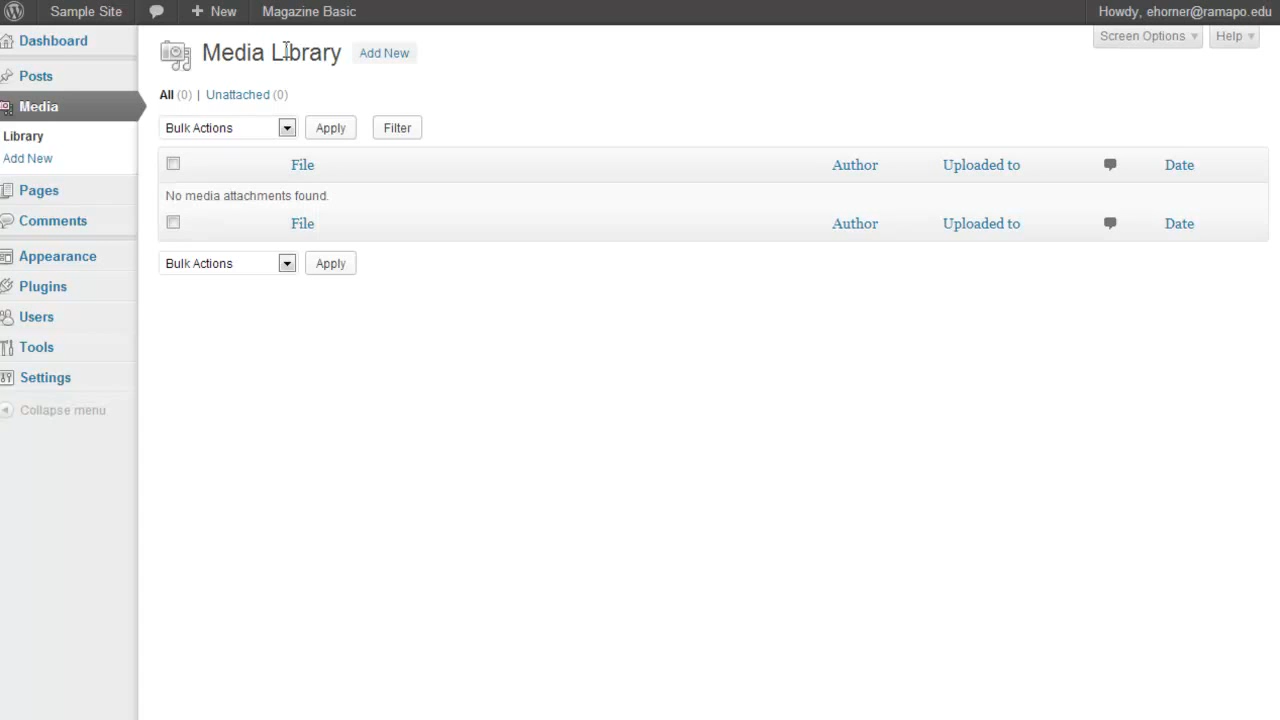 Sample Site New Magazine Basic Howdy, ehorner@ramapo.edu
Dashboard
Posts
Media
Library
Add New
Pages
Comments
Appearance
Plugins
Users
Tools
Settings
Collapse menu
Media Library Add New
Screen Options Help
All (0) | Unattached (0)
Bulk Actions Apply Filter
File Author Uploaded to Date
No media attachments found.
File Author Uploaded to Date
Bulk Actions Apply